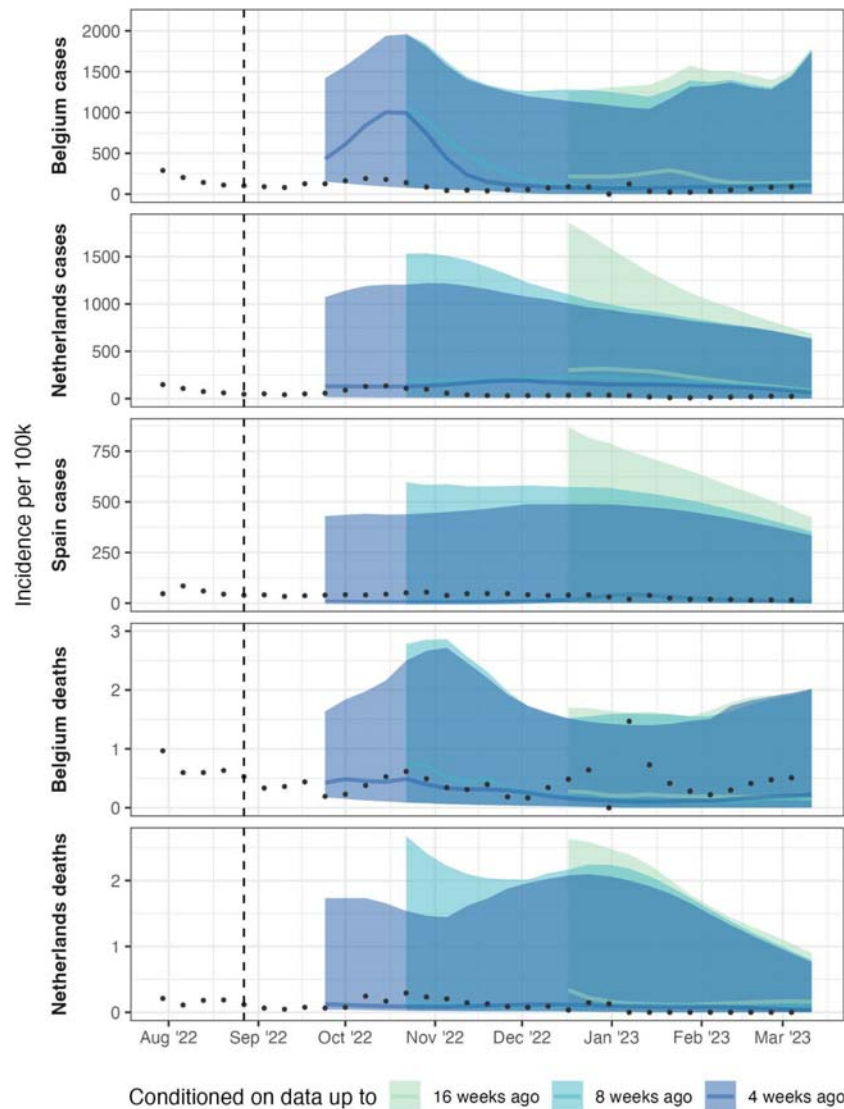 Incidence per 100k
Belgium cases
2000
1500
1000
500
0
Netherlands cases
1500
1000
500
0
Spain cases
750
500
250
0
Belgium deaths
3
2
1
0
Netherlands deaths
2
1
0
Aug '22 Sep '22 Oct '22 Nov '22 Dec '22 Jan '23 Feb '23 Mar '23
Conditioned on data up to 16 weeks ago 8 weeks ago 4 weeks ago